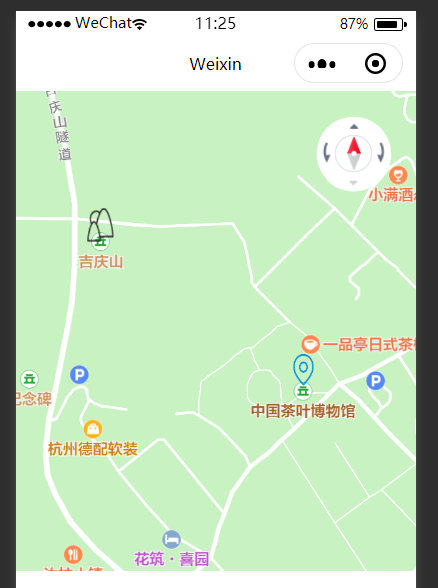 ●●●●● WeChat
11:25
87%
Weixin
吉庆山隧道
小满酒
吉庆山
一品亭日式茶
P
P
纪念碑
中国茶叶博物馆
杭州德配软装
花筑·喜园